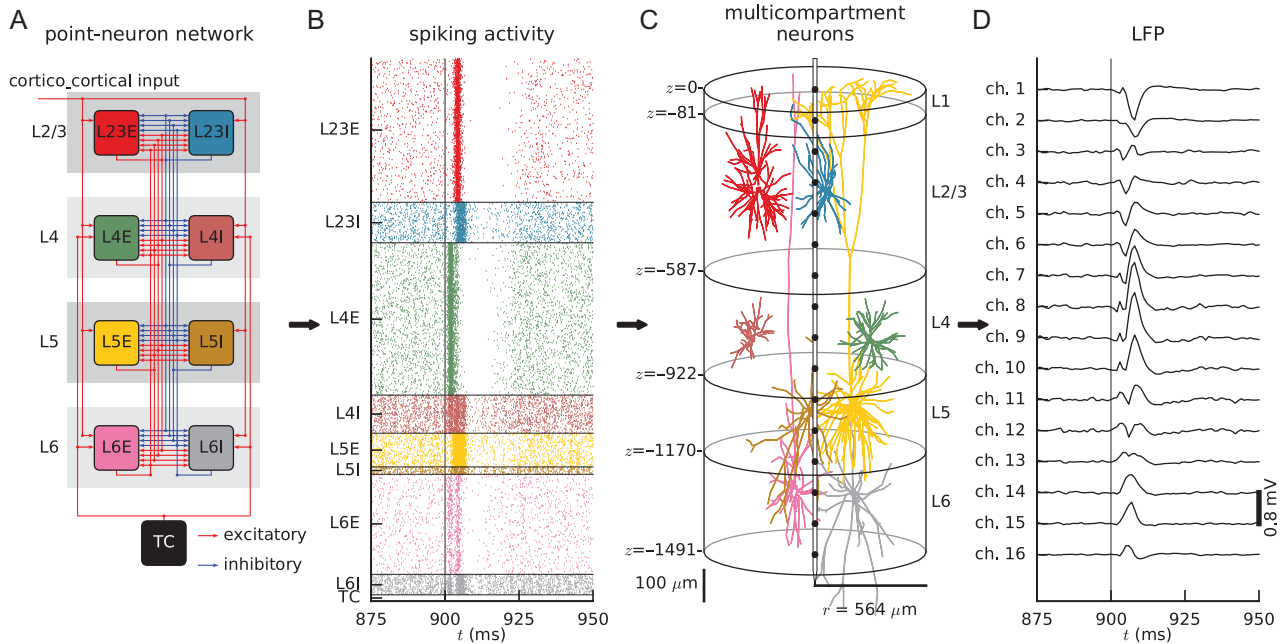 A
point-neuron network
cortico_cortical input
L2/3
L23E
L23I
L4
L4E
L4I
L5
L5E
L5I
L6
L6E
L6I
TC
excitatory
inhibitory
B
spiking activity
L23E
L23I
L4E
L4I
L5E
L5I
L6E
L6I
TC
875
900
925
950
t (ms)
C
multicompartment
neurons
z=0
z=−81
z=−587
z=−922
z=−1170
z=−1491
L1
L2/3
L4
L5
L6
100 μm
r = 564 μm
D
LFP
ch. 1
ch. 2
ch. 3
ch. 4
ch. 5
ch. 6
ch. 7
ch. 8
ch. 9
ch. 10
ch. 11
ch. 12
ch. 13
ch. 14
ch. 15
ch. 16
0.8 mV
875
900
925
950
t (ms)